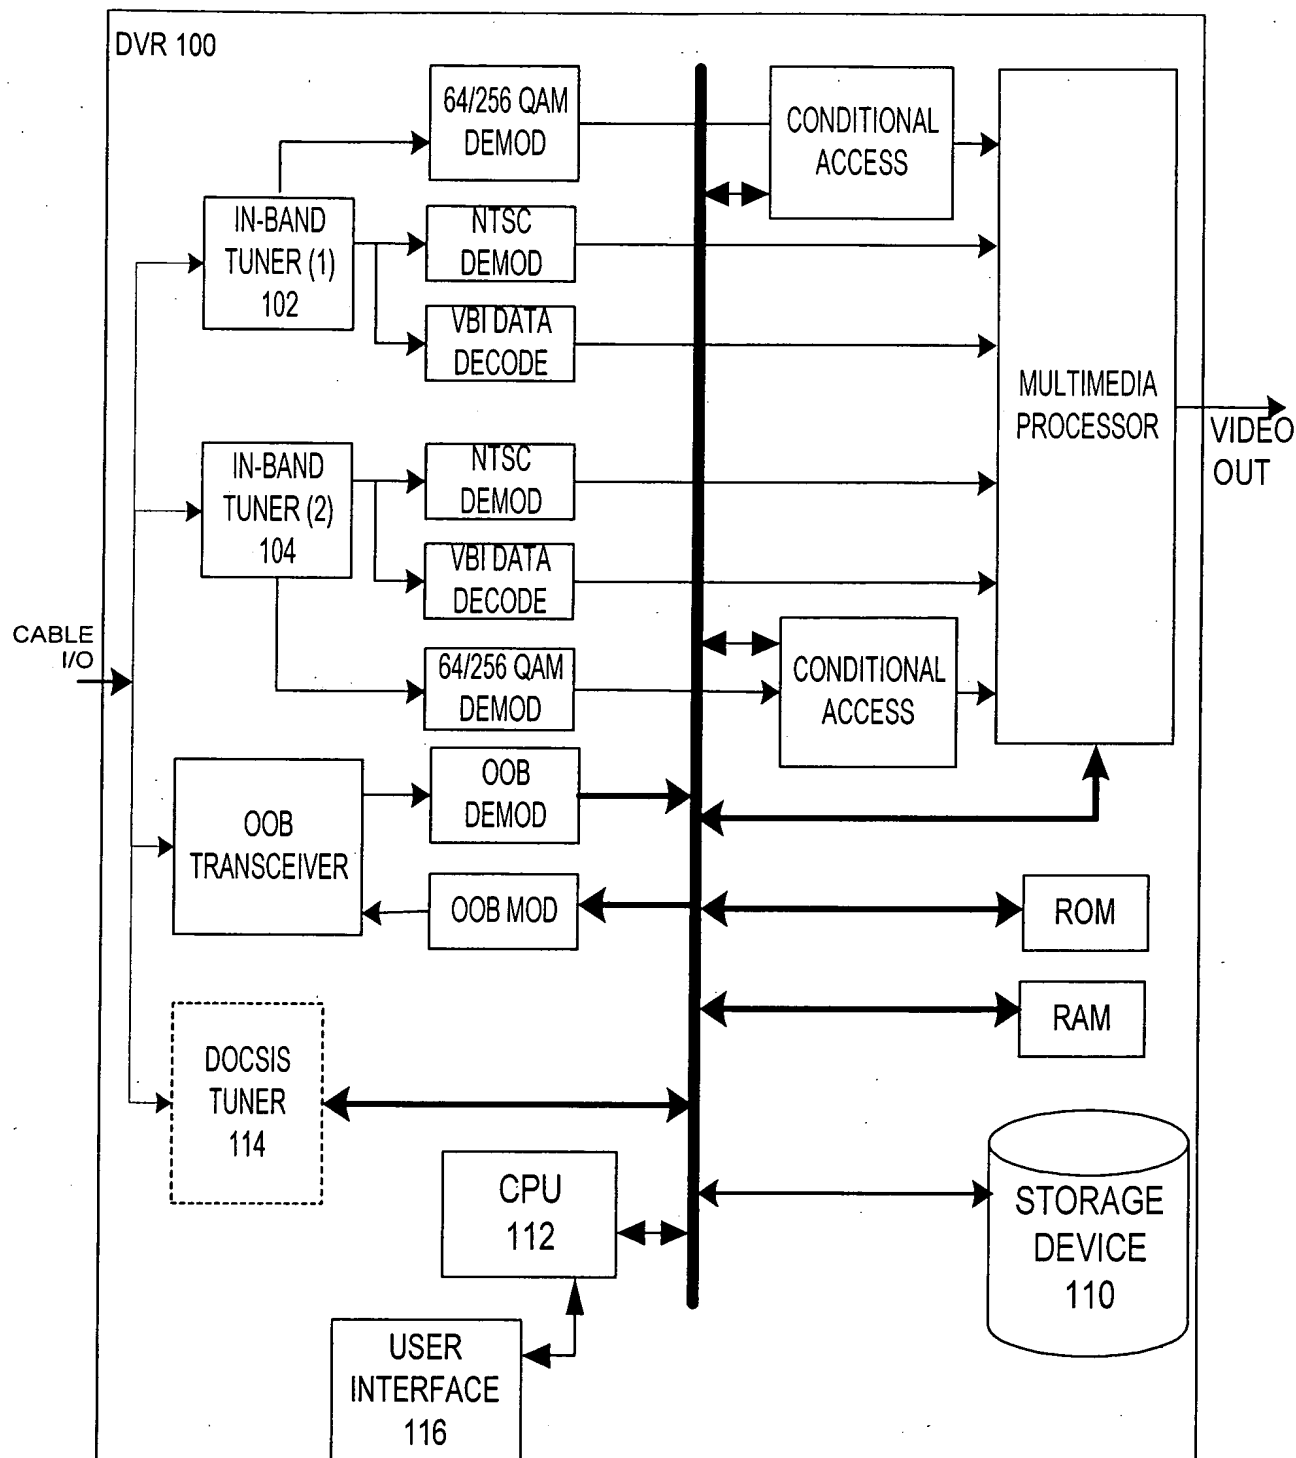 DVR 100
64/256 QAM
DEMOD
CONDITIONAL
ACCESS
IN-BAND
TUNER (1)
102
NTSC
DEMOD
VBI DATA
DECODE
MULTIMEDIA
PROCESSOR
VIDEO
OUT
IN-BAND
TUNER (2)
104
NTSC
DEMOD
VBI DATA
DECODE
CABLE
I/O
64/256 QAM
DEMOD
CONDITIONAL
ACCESS
OOB
TRANSCEIVER
OOB
DEMOD
OOB MOD
ROM
RAM
DOCSIS
TUNER
114
CPU
112
STORAGE
DEVICE
110
USER
INTERFACE
116